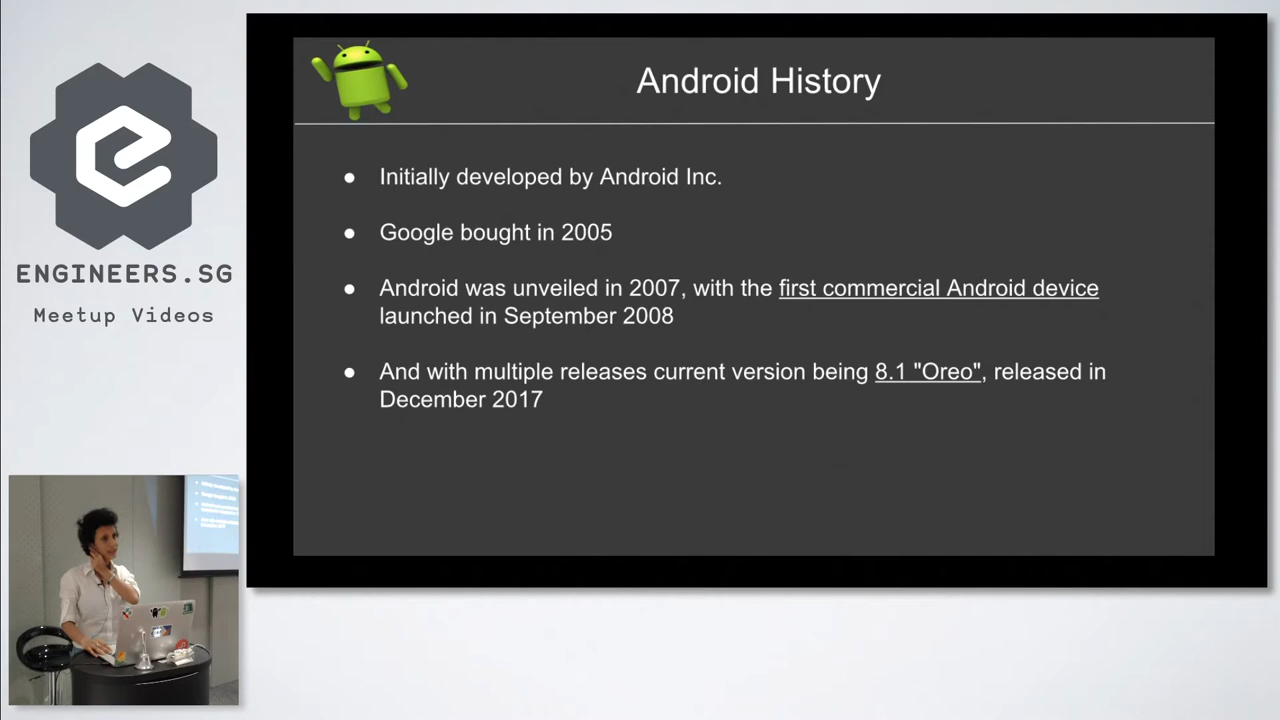 Android History
● Initially developed by Android Inc.
● Google bought in 2005
● Android was unveiled in 2007, with the first commercial Android device
launched in September 2008
● And with multiple releases current version being 8.1 "Oreo", released in
December 2017
ENGINEERS.SG
Meetup Videos